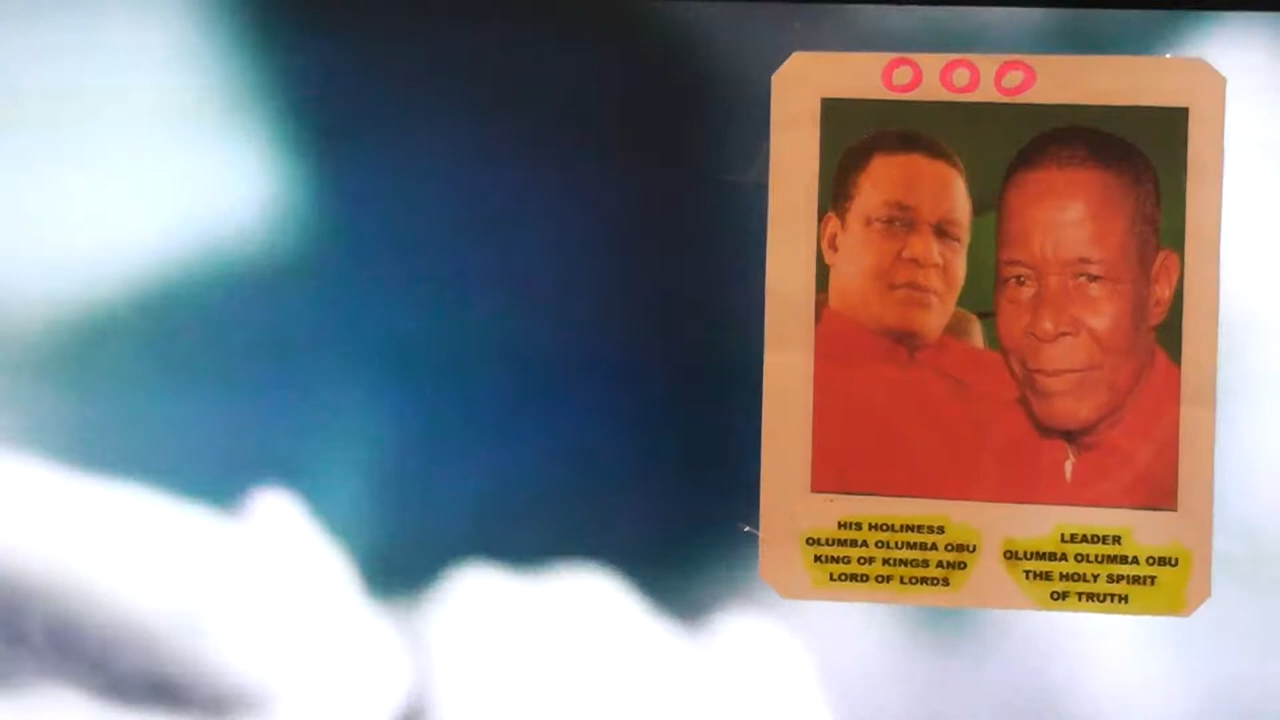 OOO
HIS HOLINESS
OLUMBA OLUMBA OBU
KING OF KINGS AND
LORD OF LORDS
LEADER
OLUMBA OLUMBA OBU
THE HOLY SPIRIT
OF TRUTH